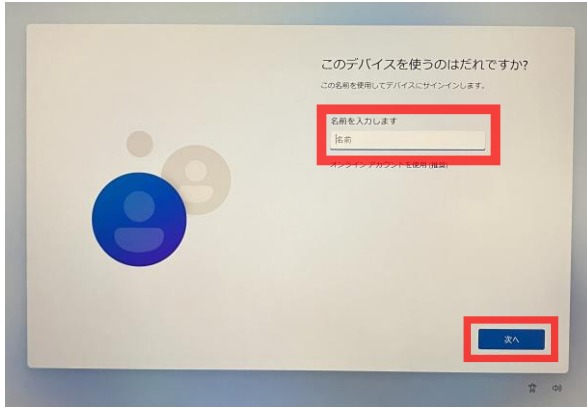 このデバイスを使うのはだれですか?
この名前を使用してデバイスにサインインします。
名前を入力します
名前
オンライン アカウントを使用 (推奨)
次へ